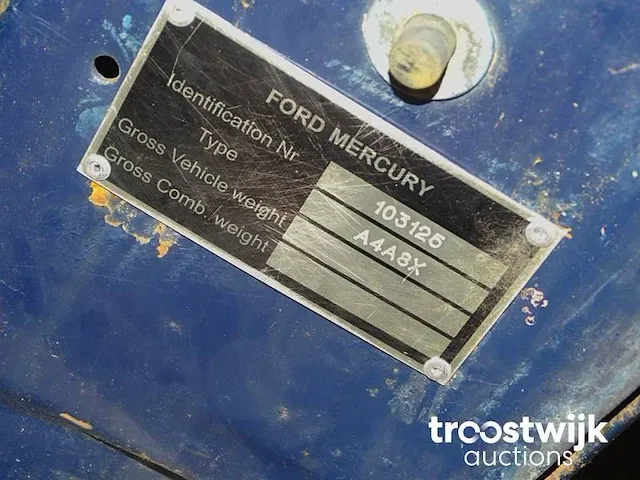 FORD MERCURY
Identification Nr 103125
Type A4A8X
Gross Vehicle weight
Gross Comb. weight
troostwijk
auctions